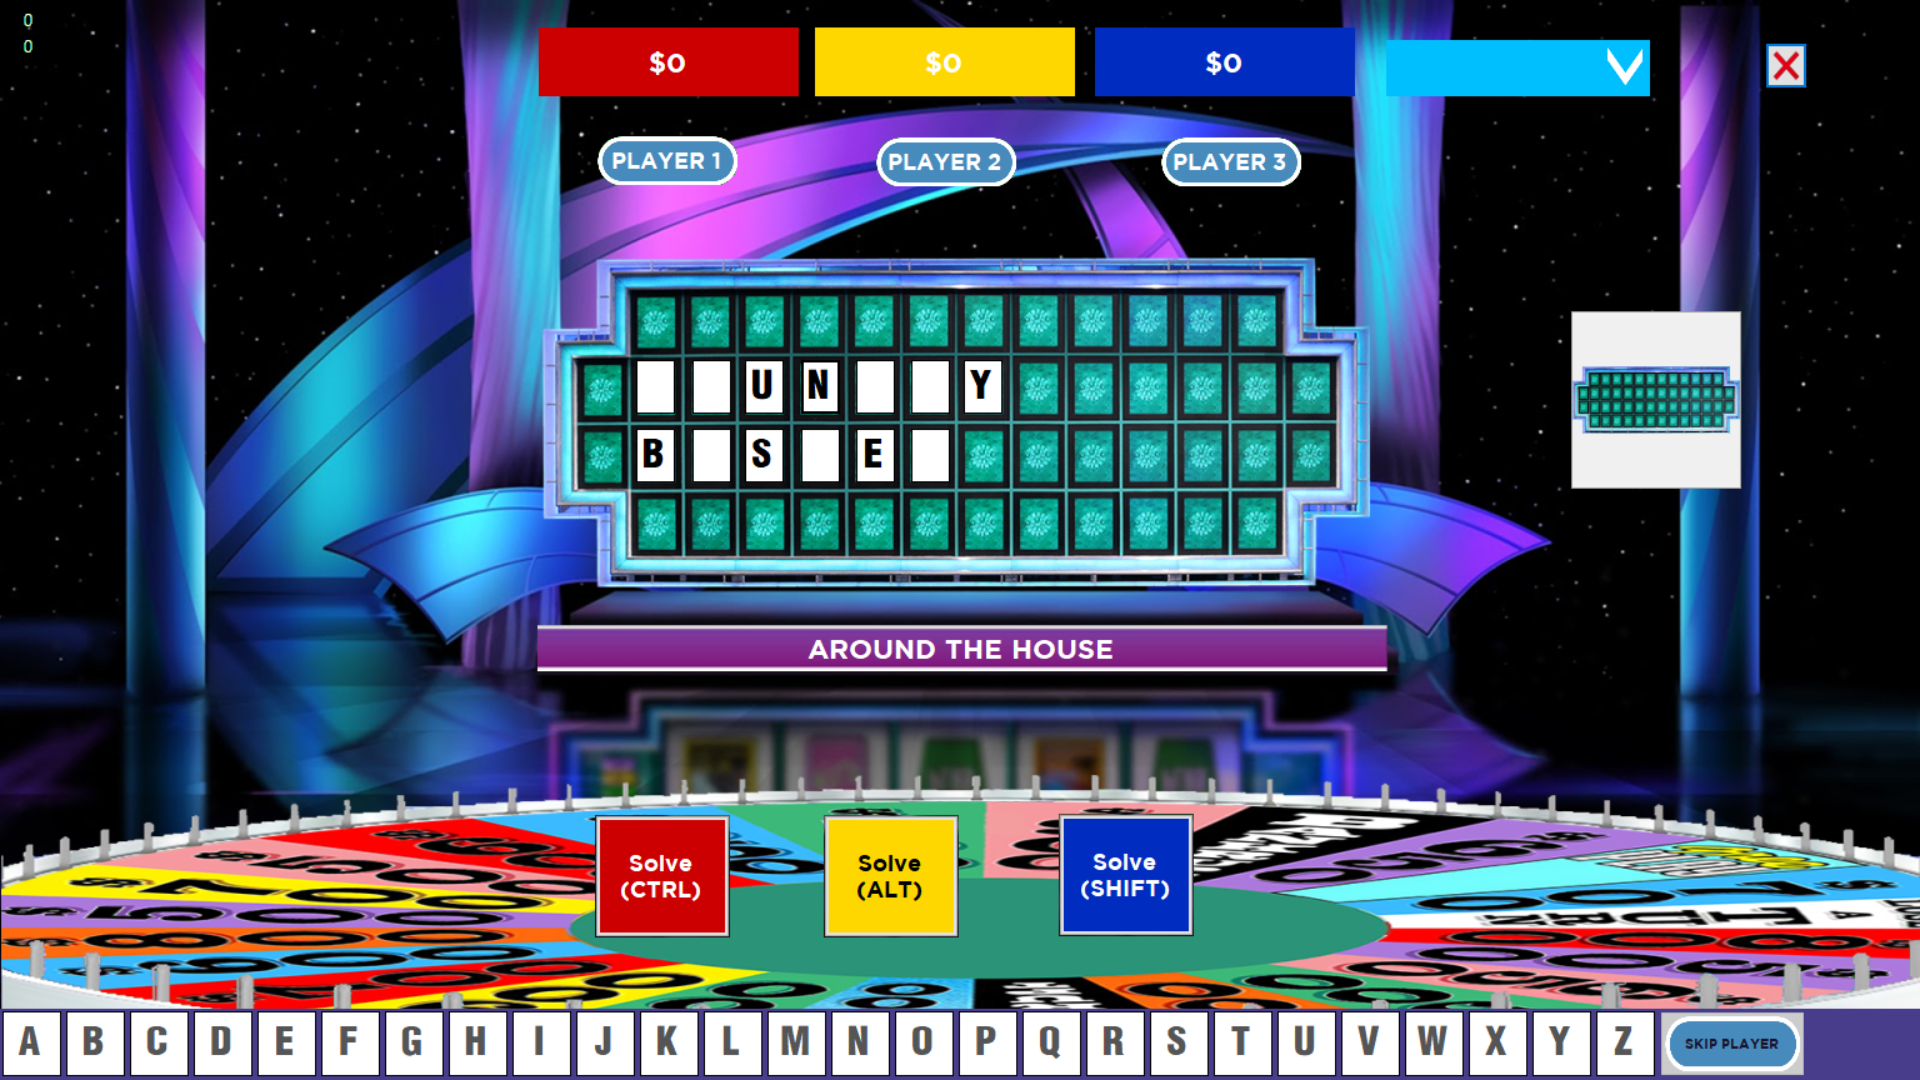 0
0
$0 $0 $0
PLAYER 1 PLAYER 2 PLAYER 3
U N Y
B S E
AROUND THE HOUSE
Solve (CTRL)
Solve (ALT)
Solve (SHIFT)
A B C D E F G H I J K L M N O P Q R S T U V W X Y Z SKIP PLAYER